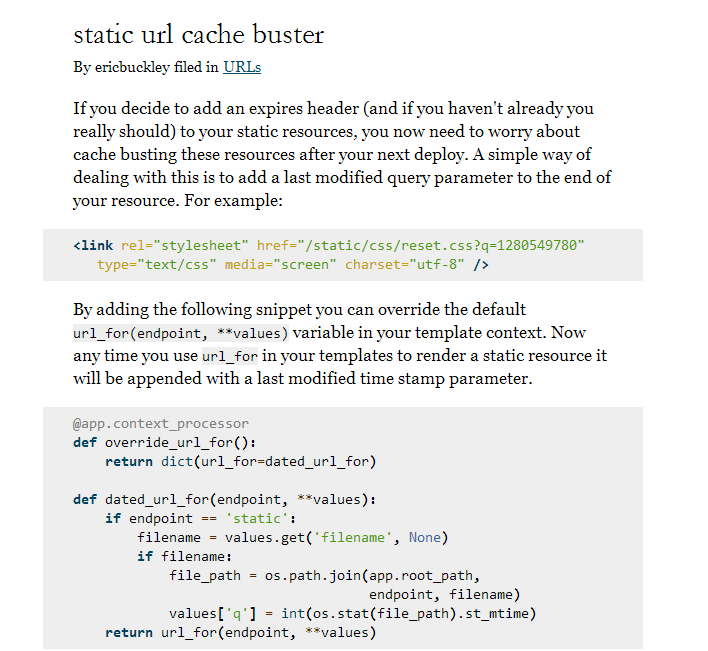 static url cache buster
By ericbuckley filed in URLs
If you decide to add an expires header (and if you haven't already you
really should) to your static resources, you now need to worry about
cache busting these resources after your next deploy. A simple way of
dealing with this is to add a last modified query parameter to the end of
your resource. For example:
<link rel="stylesheet" href="/static/css/reset.css?q=1280549780"
   type="text/css" media="screen" charset="utf-8" />
By adding the following snippet you can override the default
url_for(endpoint, **values) variable in your template context. Now
any time you use url_for in your templates to render a static resource it
will be appended with a last modified time stamp parameter.
@app.context_processor
def override_url_for():
    return dict(url_for=dated_url_for)

def dated_url_for(endpoint, **values):
    if endpoint == 'static':
        filename = values.get('filename', None)
        if filename:
            file_path = os.path.join(app.root_path,
                                     endpoint, filename)
            values['q'] = int(os.stat(file_path).st_mtime)
    return url_for(endpoint, **values)